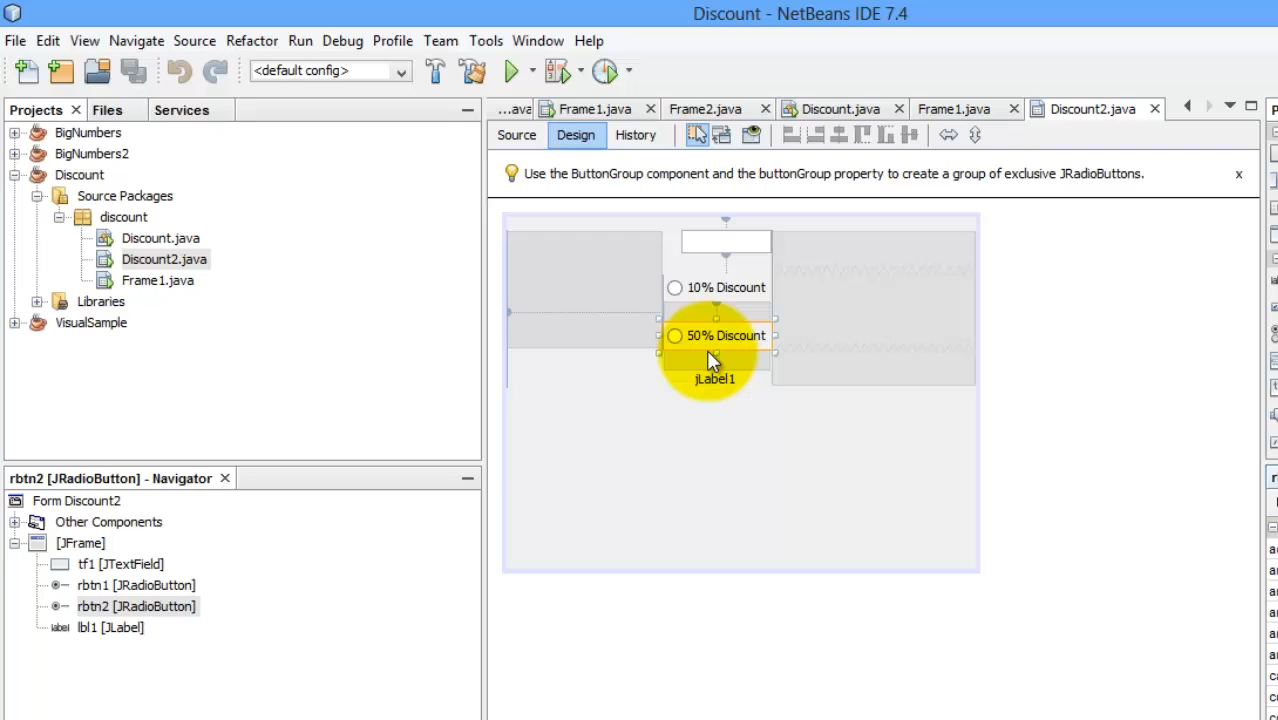 Discount - NetBeans IDE 7.4
File Edit View Navigate Source Refactor Run Debug Profile Team Tools Window Help
<default config>
Projects Files Services
...ava Frame1.java Frame2.java Discount.java Frame1.java Discount2.java
Source Design History
BigNumbers
BigNumbers2
Discount
Source Packages
discount
Discount.java
Discount2.java
Frame1.java
Libraries
VisualSample
Use the ButtonGroup component and the buttonGroup property to create a group of exclusive JRadioButtons. x
10% Discount
50% Discount
jLabel1
rbtn2 [JRadioButton] - Navigator
Form Discount2
Other Components
[JFrame]
tf1 [JTextField]
rbtn1 [JRadioButton]
rbtn2 [JRadioButton]
label lbl1 [JLabel]